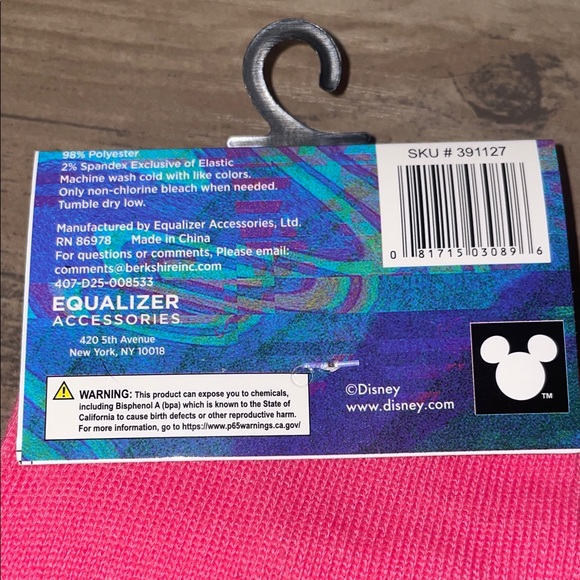 98% Polyester
2% Spandex Exclusive of Elastic
Machine wash cold with like colors.
Only non-chlorine bleach when needed.
Tumble dry low.
Manufactured by Equalizer Accessories, Ltd.
RN 86978 Made in China
For questions or comments, Please email:
comments@berkshireinc.com
407-D25-008533
EQUALIZER
ACCESSORIES
420 5th Avenue
New York, NY 10018
WARNING: This product can expose you to chemicals,
including Bisphenol A (bpa) which is known to the State of
California to cause birth defects or other reproductive harm.
For more information, go to https://www.p65warnings.ca.gov/
SKU # 391127
0 81715 03089 6
©Disney
www.disney.com
TM